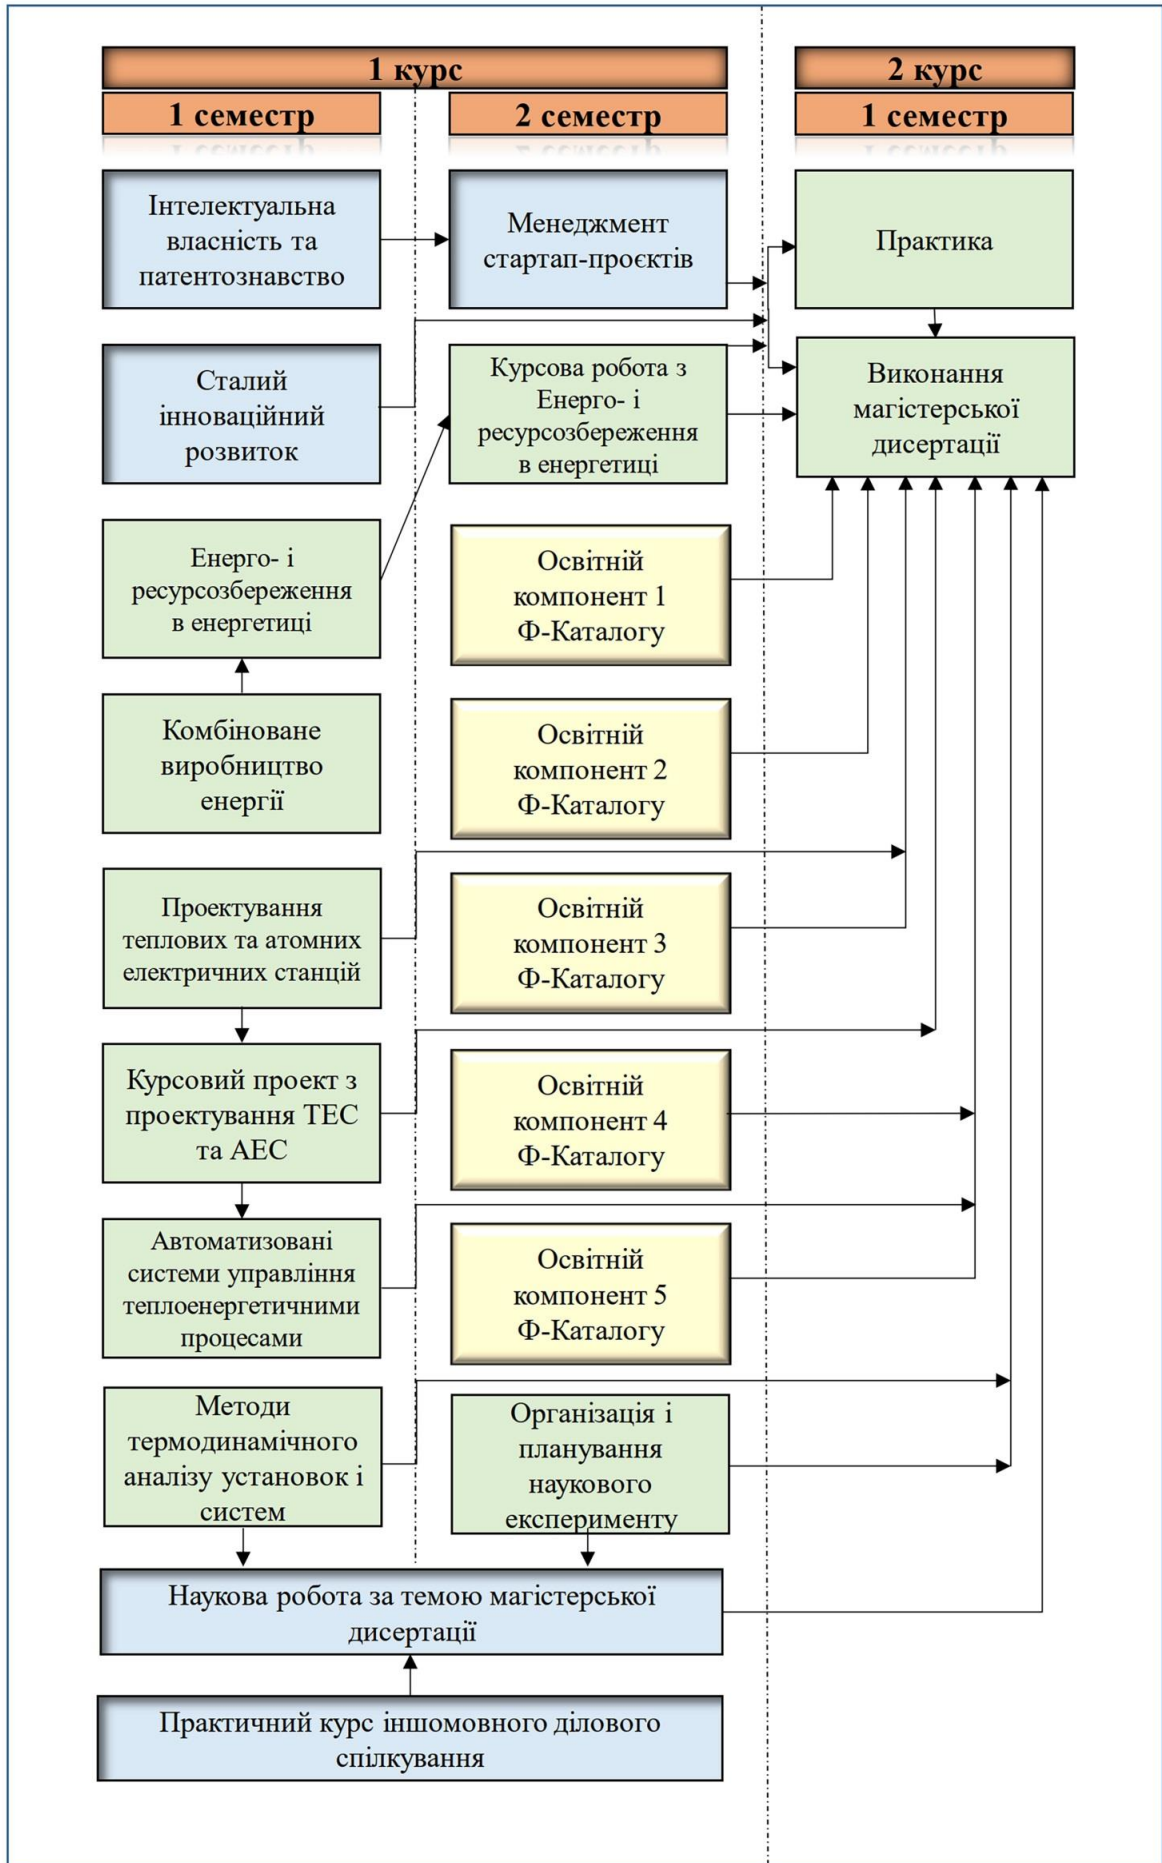 1 курс
2 курс
1 семестр
2 семестр
1 семестр
Інтелектуальна
власність та
патентознавство
Менеджмент
стартап-проєктів
Практика
Сталий
інноваційний
розвиток
Курсова робота з
Енерго- і
ресурсозбереження
в енергетиці
Виконання
магістерської
дисертації
Енерго- і
ресурсозбереження
в енергетиці
Освітній
компонент 1
Ф-Каталогу
Комбіноване
виробництво
енергії
Освітній
компонент 2
Ф-Каталогу
Проектування
теплових та атомних
електричних станцій
Освітній
компонент 3
Ф-Каталогу
Курсовий проект з
проектування ТЕС
та АЕС
Освітній
компонент 4
Ф-Каталогу
Автоматизовані
системи управління
теплоенергетичними
процесами
Освітній
компонент 5
Ф-Каталогу
Методи
термодинамічного
аналізу установок і
систем
Організація і
планування
наукового
експерименту
Наукова робота за темою магістерської
дисертації
Практичний курс іншомовного ділового
спілкування